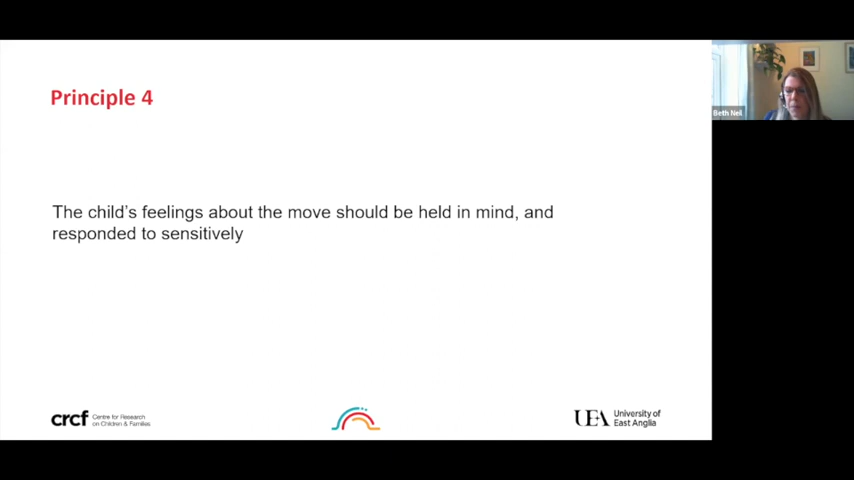 Principle 4
The child's feelings about the move should be held in mind, and
responded to sensitively
Beth Neil
crcf
Centre for Research
on Children & Families
UEA
University of
East Anglia